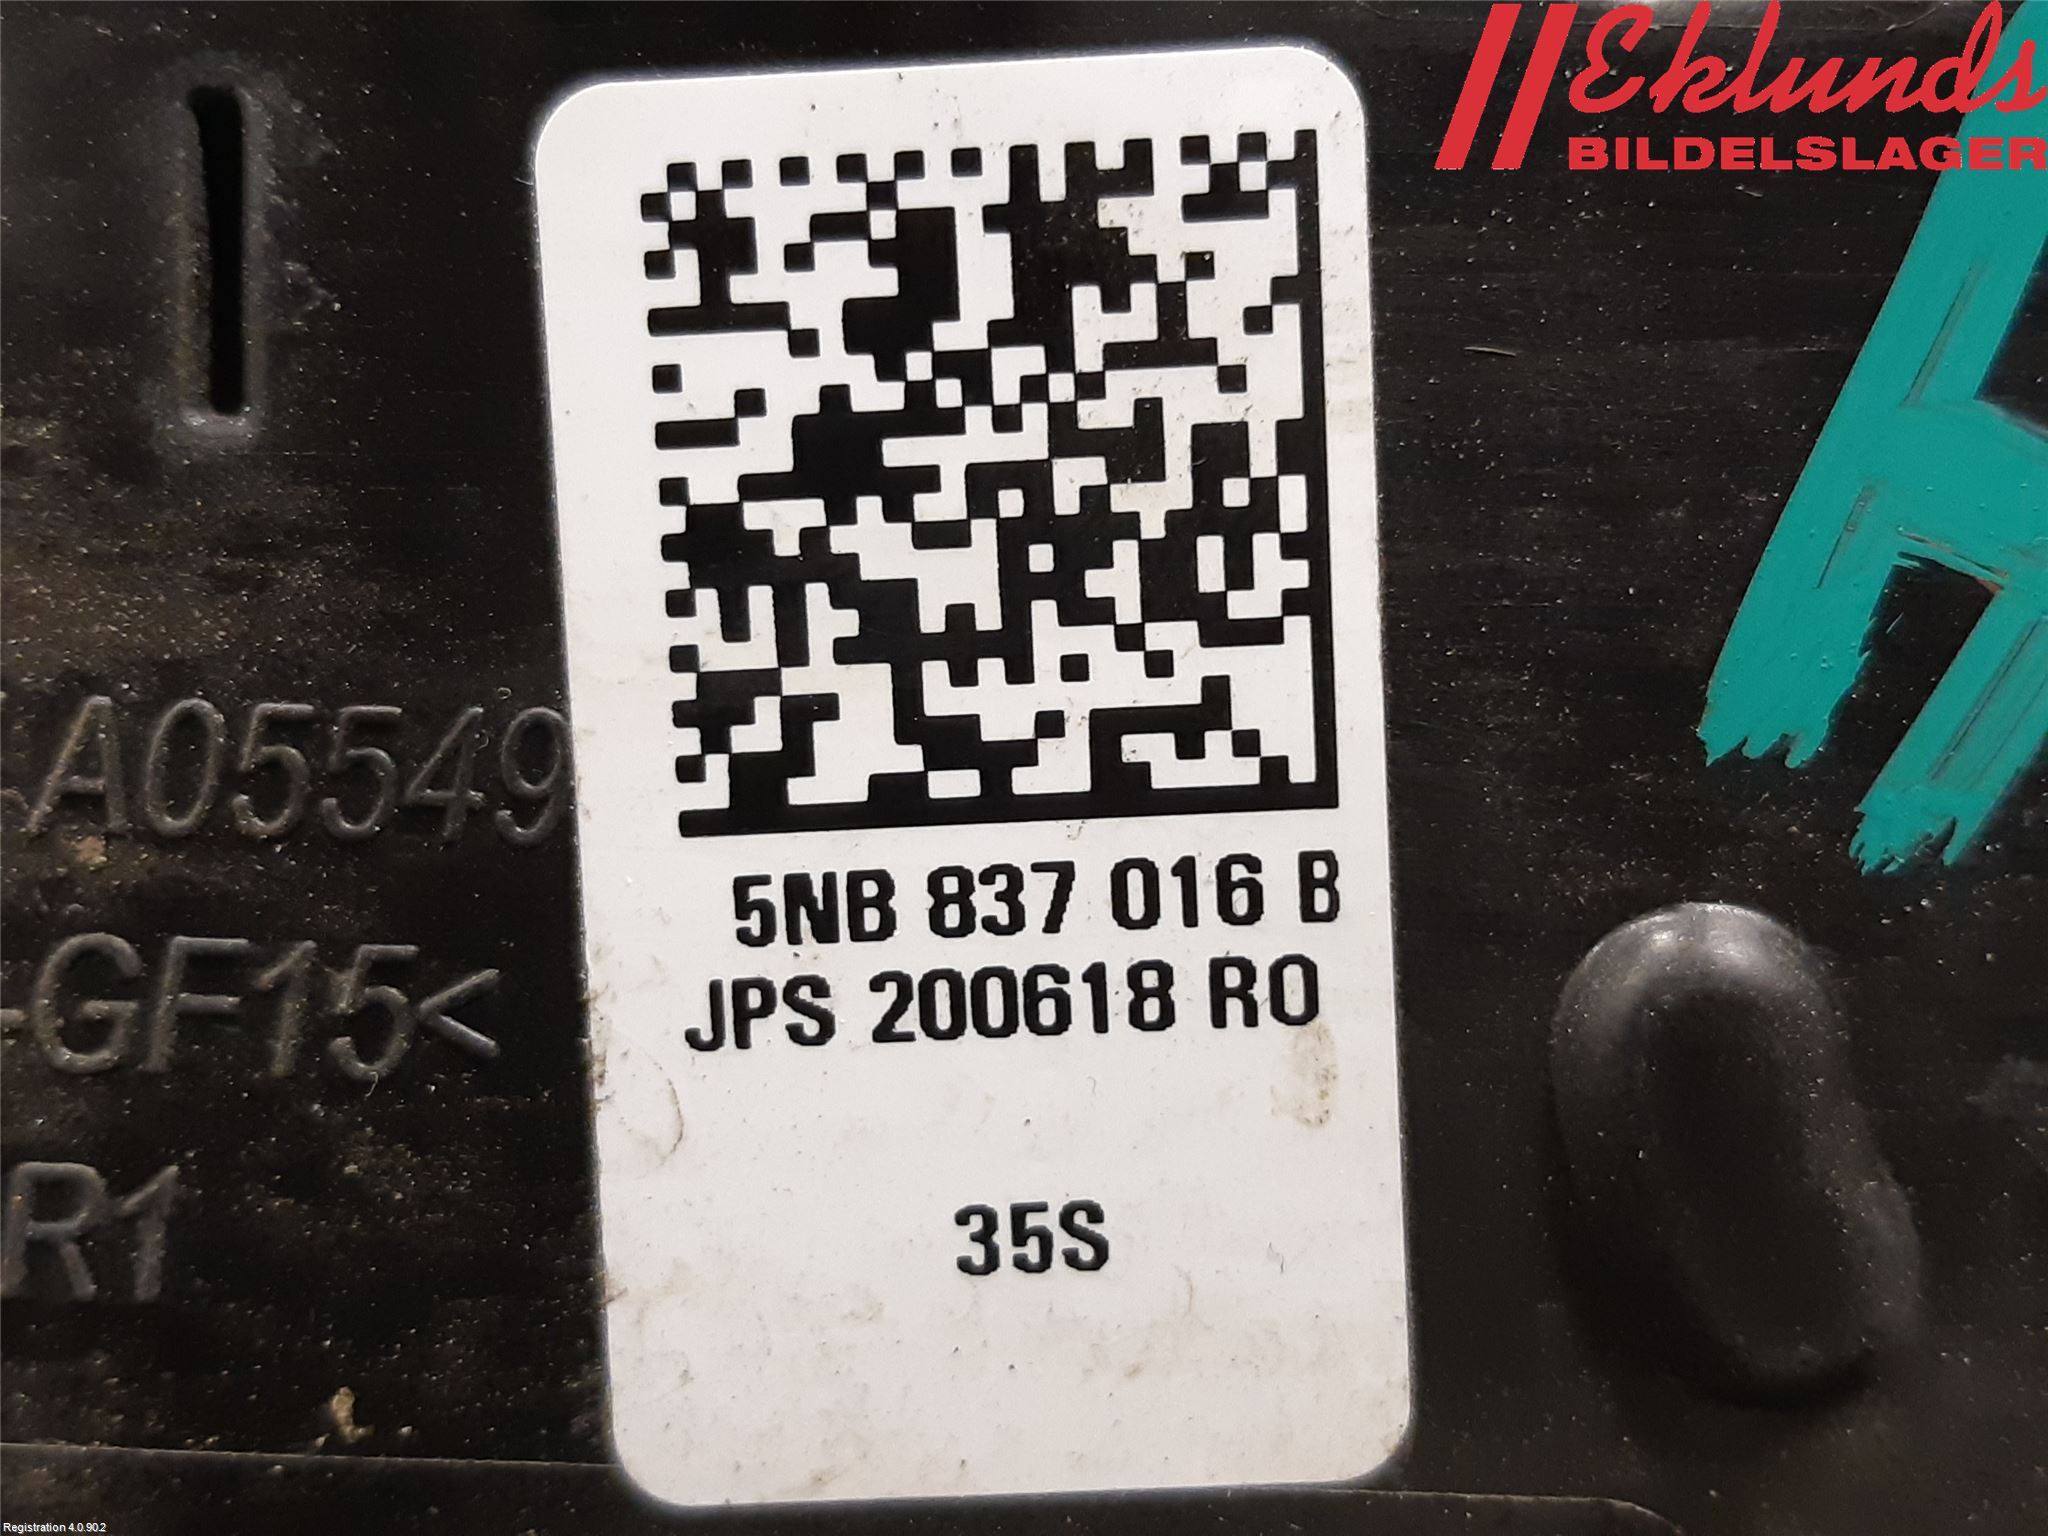 Eklunds
BILDELSLAGER
5NB 837 016 B
JPS 200618 RO
35S
A05549
-GF15<
R1
Registration 4.0.90.2